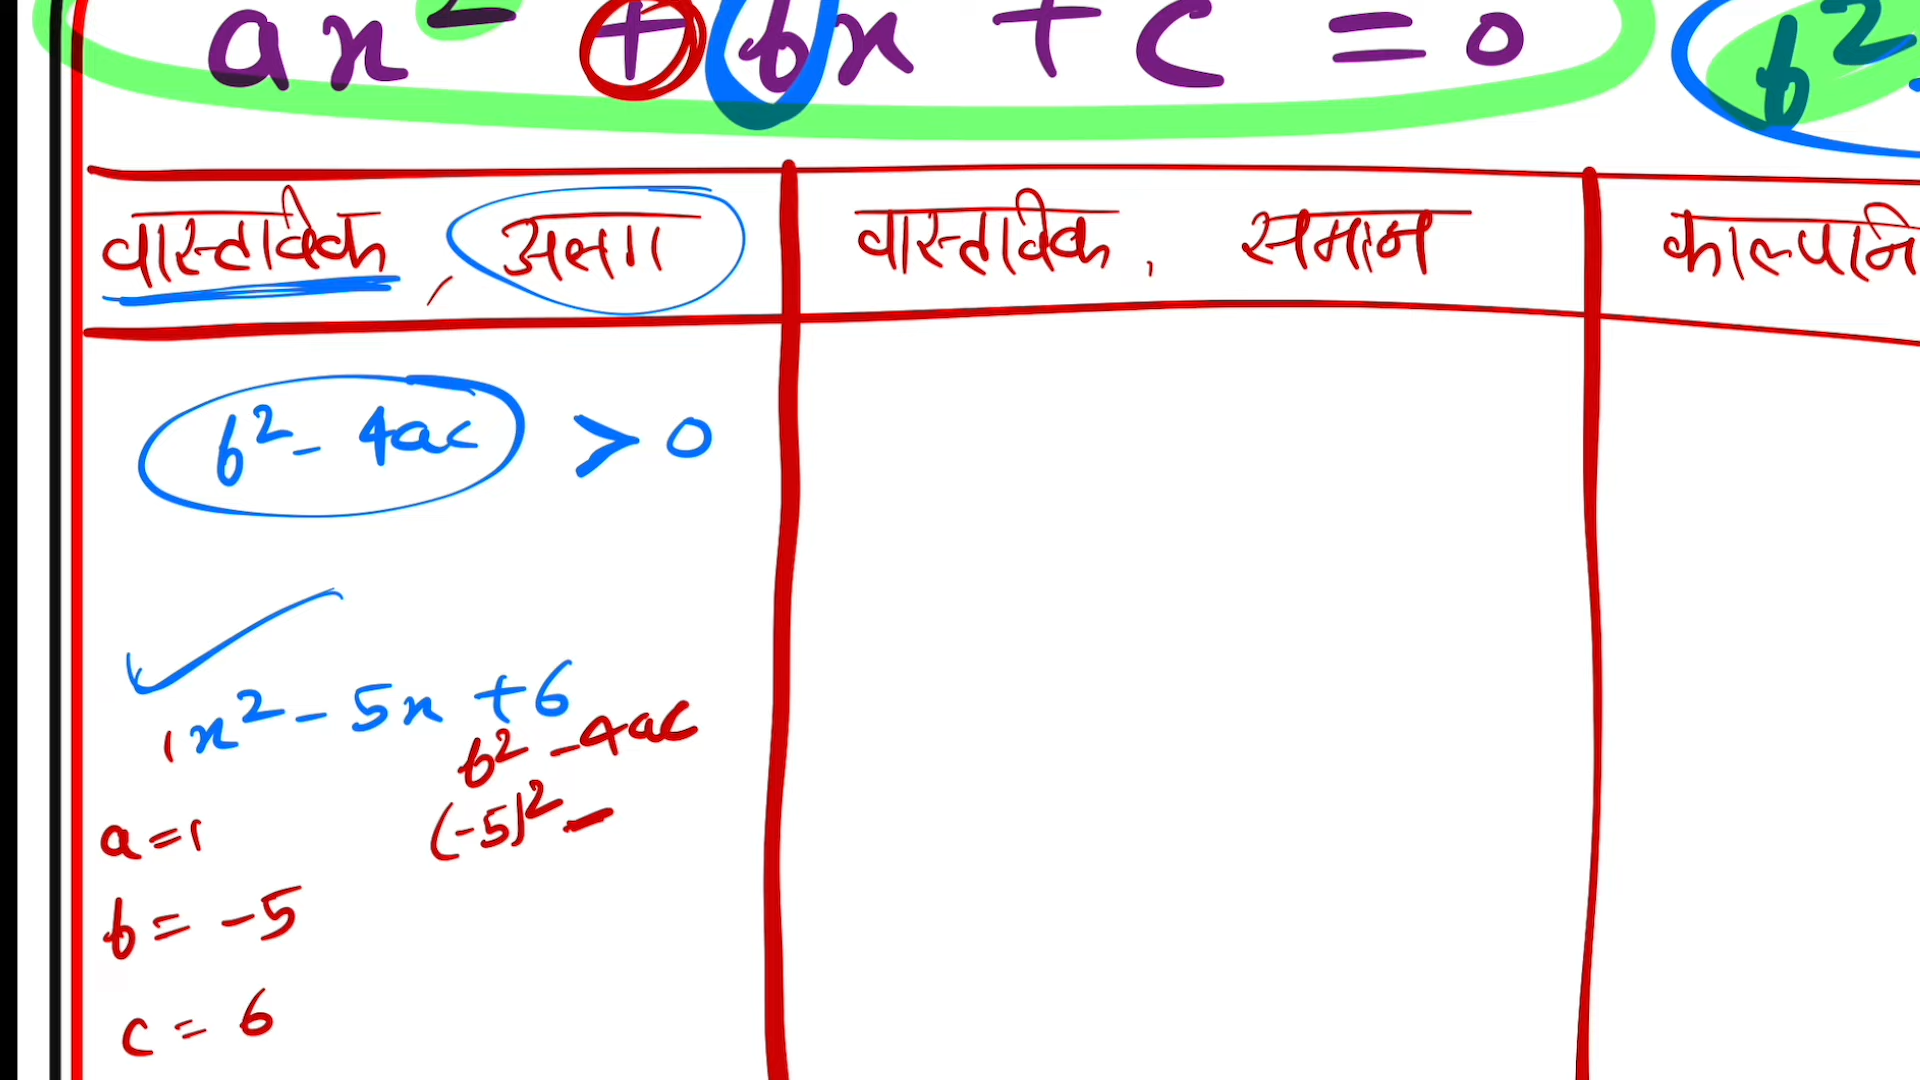 ax² + bx + c = 0 b²
वास्तविक, अलग वास्तविक, समान काल्पनि
b² - 4ac > 0
1x² - 5x + 6
b² - 4ac
a = 1 (-5)² -
b = -5
c = 6